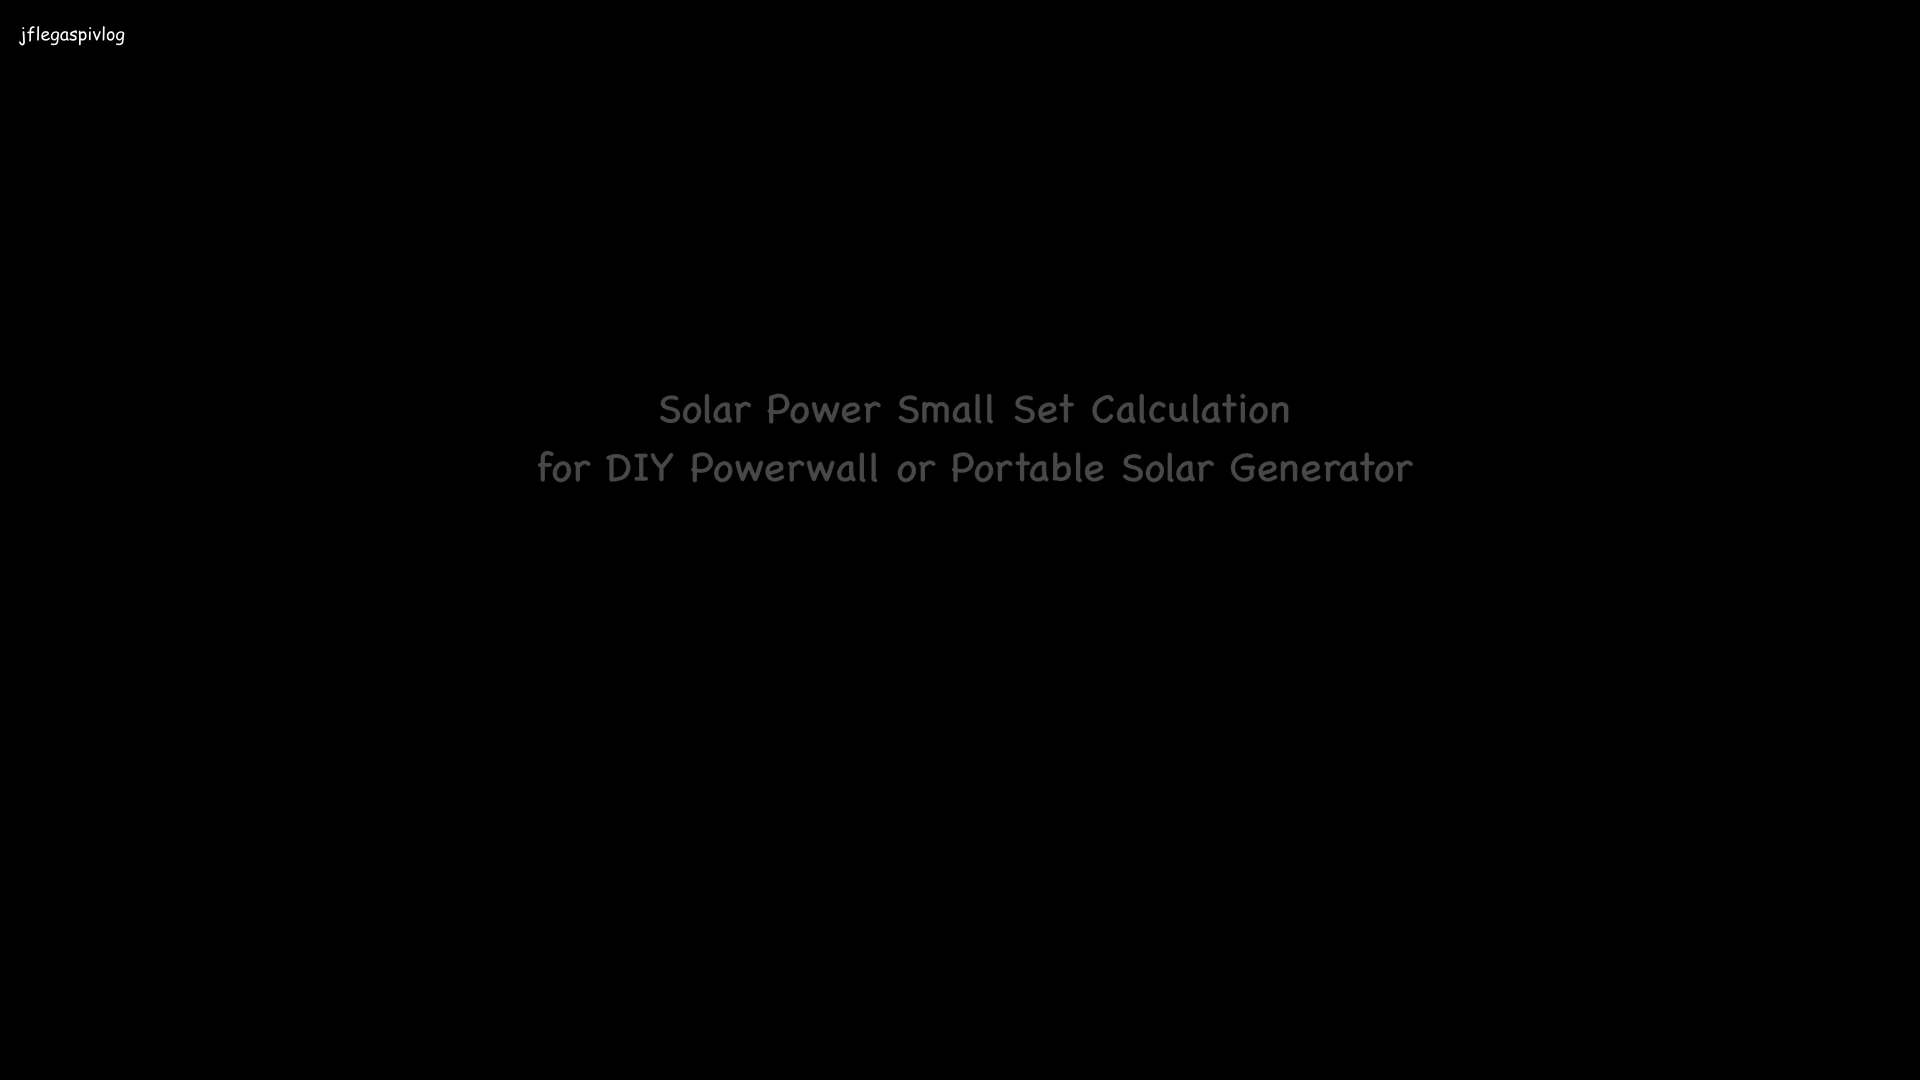 jflegaspivlog
Solar Power Small Set Calculation
for DIY Powerwall or Portable Solar Generator